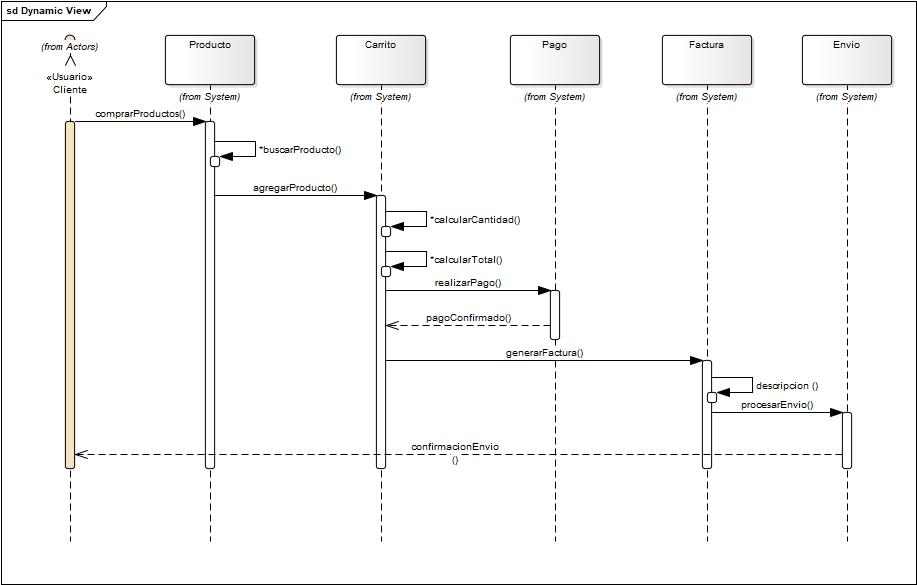 sd Dynamic View
(from Actors)
«Usuario»
Cliente
Producto
(from System)
Carrito
(from System)
Pago
(from System)
Factura
(from System)
Envio
(from System)
comprarProductos()
*buscarProducto()
agregarProducto()
*calcularCantidad()
*calcularTotal()
realizarPago()
pagoConfirmado()
generarFactura()
descripcion ()
procesarEnvio()
confirmacionEnvio
()